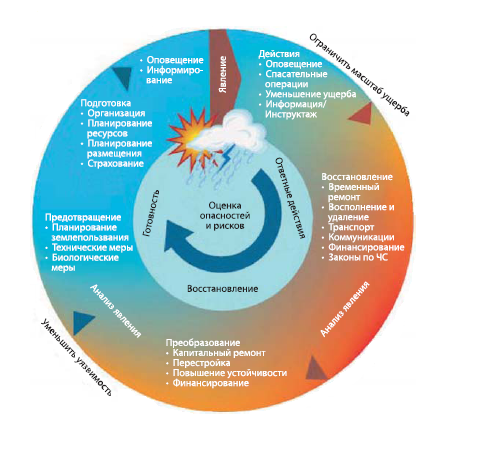 • Оповещение
• Информиро-
вание
Явление
Действия
• Оповещение
• Спасательные
операции
• Уменьшение ущерба
• Информация/
Инструктаж
Ограничить масштаб ущерба
Подготовка
• Организация
• Планирование
ресурсов
• Планирование
размещения
• Страхование
Восстановление
• Временный
ремонт
• Восполнение и
удаление
• Транспорт
• Коммуникации
• Финансирование
• Законы по ЧС
Ответные действия
Оценка
опасностей
и рисков
Готовность
Восстановление
Предотвращение
• Планирование
землепользвания
• Технические меры
• Биологические
меры
Анализ явления
Анализ явления
Уменьшить уязвимость
Преобразование
• Капитальный ремонт
• Перестройка
• Повышение устойчивости
• Финансирование